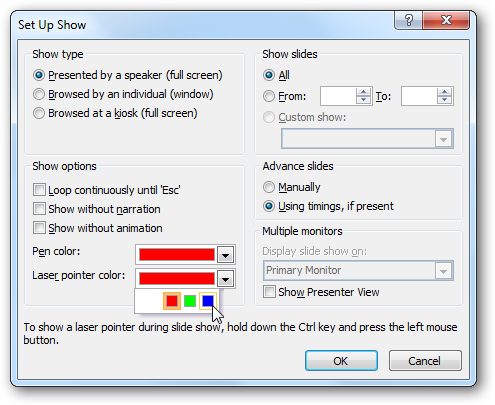 Set Up Show
Show type
Presented by a speaker (full screen)
Browsed by an individual (window)
Browsed at a kiosk (full screen)
Show options
Loop continuously until 'Esc'
Show without narration
Show without animation
Pen color:
Laser pointer color:
Show slides
All
From: To:
Custom show:
Advance slides
Manually
Using timings, if present
Multiple monitors
Display slide show on:
Primary Monitor
Show Presenter View
To show a laser pointer during slide show, hold down the Ctrl key and press the left mouse
button.
OK Cancel